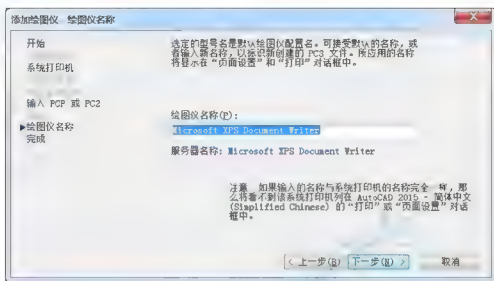 添加绘图仪 - 绘图仪名称
开始
系统打印机
输入 PCP 或 PC2
▶绘图仪名称
完成
选定的型号名是默认绘图仪配置名。可接受默认的名称，或
者输入新名称，以标识新创建的 PC3 文件。所应用的名称
将显示在“页面设置”和“打印”对话框中。
绘图仪名称(P):
Microsoft XPS Document Writer
服务器名称: Microsoft XPS Document Writer
注意 如果输入的名称与系统打印机的名称完全一样，那
么将看不到该系统打印机列在 AutoCAD 2015 - 简体中文
(Simplified Chinese) 的“打印”或“页面设置”对话
框中。
< 上一步(B) 下一步(N) > 取消